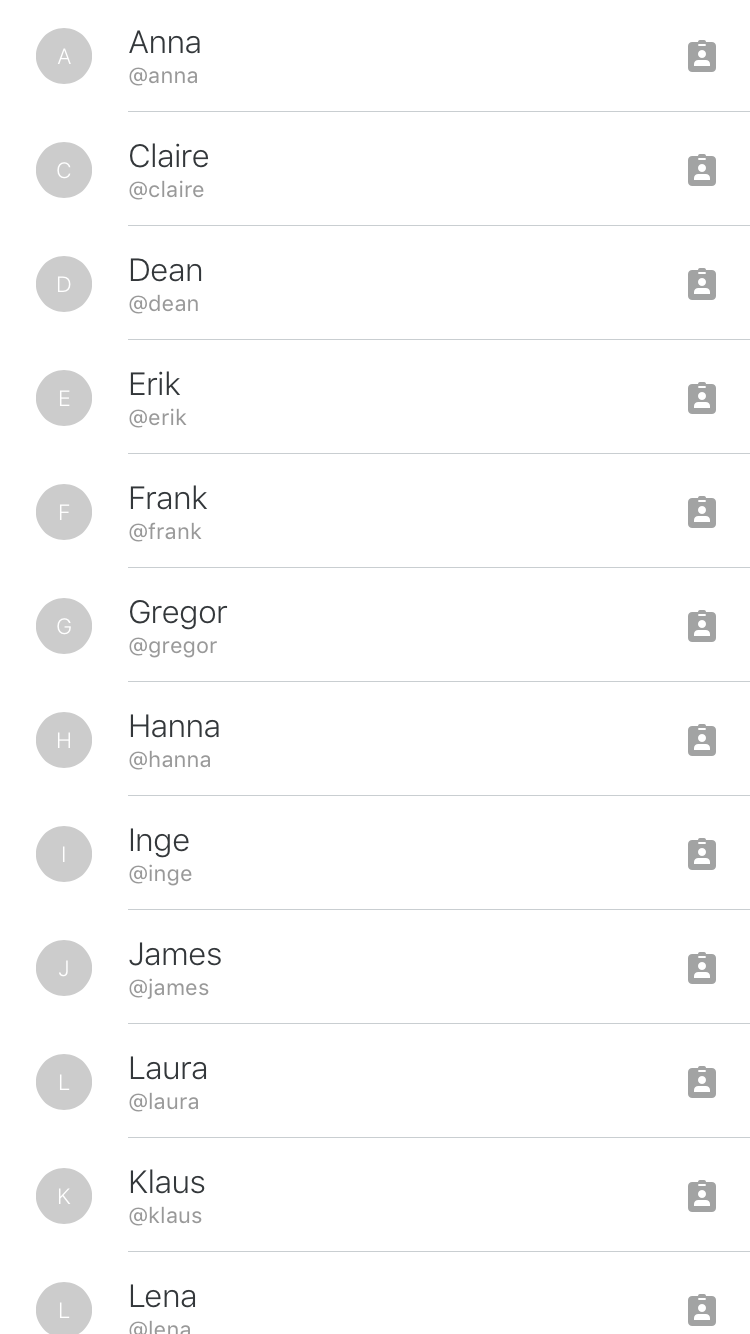 A
Anna
@anna
C
Claire
@claire
D
Dean
@dean
E
Erik
@erik
F
Frank
@frank
G
Gregor
@gregor
H
Hanna
@hanna
I
Inge
@inge
J
James
@james
L
Laura
@laura
K
Klaus
@klaus
L
Lena
@lena